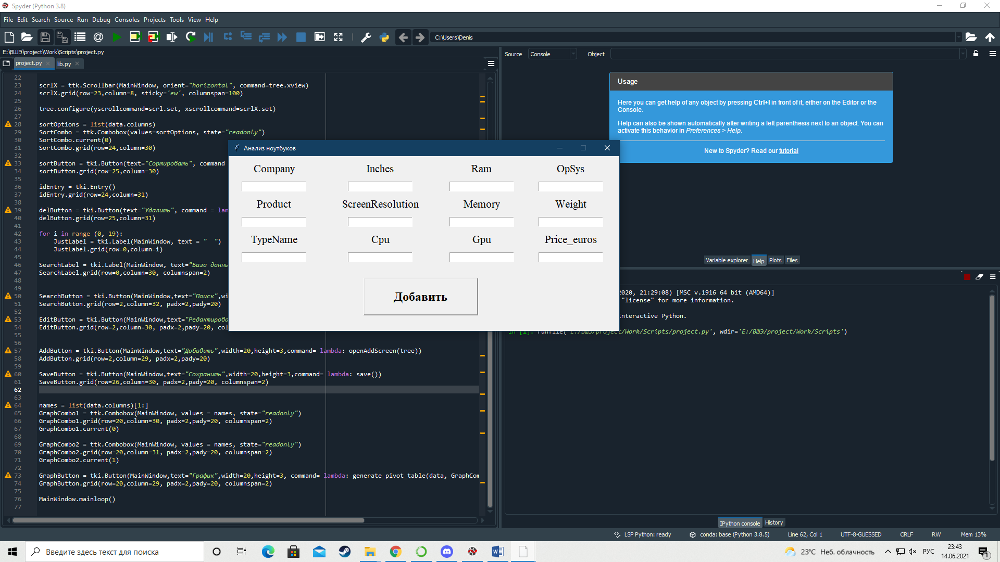 Spyder (Python 3.8)
File Edit Search Source Run Debug Consoles Projects Tools View Help
C:\Users\Denis
E:\ВШЭ\project\Work\Scripts\project.py
project.py
lib.py
22
23 scrlX = ttk.Scrollbar(MainWindow, orient="horizontal", command=tree.xview)
24 scrlX.grid(row=23,column=8, sticky='ew', columnspan=100)
25
26 tree.configure(yscrollcommand=scrl.set, xscrollcommand=scrlX.set)
27
28 sortOptions = list(data.columns)
29 SortCombo = ttk.Combobox(values=sortOptions, state="readonly")
30 SortCombo.current(0)
31 SortCombo.grid(row=24,column=30)
32
33 sortButton = tki.Button(text="Сортировать", command
34 sortButton.grid(row=25,column=30)
35
36 idEntry = tki.Entry()
37 idEntry.grid(row=24,column=31)
38
39 delButton = tki.Button(text="Удалить", command = lam
40 delButton.grid(row=25,column=31)
41
42 for i in range (0, 19):
43 JustLabel = tki.Label(MainWindow, text = "  ")
44 JustLabel.grid(row=0,column=i)
45
46 SearchLabel = tki.Label(MainWindow, text="База данны
47 SearchLabel.grid(row=0,column=30, columnspan=2)
48
49
50 SearchButton = tki.Button(MainWindow,text="Поиск",wi
51 SearchButton.grid(row=2,column=32, padx=2,pady=20)
52
53 EditButton = tki.Button(MainWindow,text="Редактирова
54 EditButton.grid(row=2,column=30, padx=2,pady=20, co
55
56
57 AddButton = tki.Button(MainWindow,text="Добавить",width=20,height=3,command= lambda: openAddScreen(tree))
58 AddButton.grid(row=2,column=29, padx=2,pady=20)
59
60 SaveButton = tki.Button(MainWindow,text="Сохранить",width=20,height=3,command= lambda: save())
61 SaveButton.grid(row=26,column=30, padx=2,pady=20, columnspan=2)
62
63
64 names = list(data.columns)[1:]
65 GraphCombo1 = ttk.Combobox(MainWindow, values = names, state="readonly")
66 GraphCombo1.grid(row=20,column=30, padx=2,pady=20, columnspan=2)
67 GraphCombo1.current(0)
68
69 GraphCombo2 = ttk.Combobox(MainWindow, values = names, state="readonly")
70 GraphCombo2.grid(row=20,column=31, padx=2,pady=20, columnspan=2)
71 GraphCombo2.current(1)
72
73 GraphButton = tki.Button(MainWindow,text="График",width=20,height=3, command= lambda: generate_pivot_table(data, GraphCom
74 GraphButton.grid(row=20,column=29, padx=2,pady=20, columnspan=2)
75
76 MainWindow.mainloop()
77
Анализ ноутбуков
Company Inches Ram OpSys
Product ScreenResolution Memory Weight
TypeName Cpu Gpu Price_euros
Добавить
Source Console Object
Usage
Here you can get help of any object by pressing Ctrl+I in front of it, either on the Editor or the
Console.
Help can also be shown automatically after writing a left parenthesis next to an object. You can
activate this behavior in Preferences > Help.
New to Spyder? Read our tutorial
Variable explorer Help Plots Files
2020, 21:29:08) [MSC v.1916 64 bit (AMD64)]
"license" for more information.
Interactive Python.
In [1]: runfile('E:/ВШЭ/project/Work/Scripts/project.py', wdir='E:/ВШЭ/project/Work/Scripts')
IPython console History
LSP Python: ready conda: base (Python 3.8.5) Line 62, Col 1 UTF-8-GUESSED CRLF RW Mem 13%
Введите здесь текст для поиска
23°C Неб. облачность
РУС
23:43
14.06.2021
1